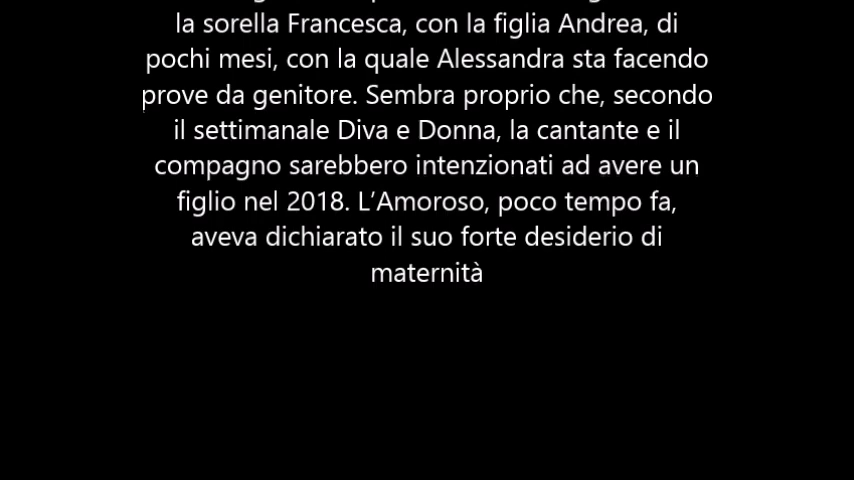 la sorella Francesca, con la figlia Andrea, di
pochi mesi, con la quale Alessandra sta facendo
prove da genitore. Sembra proprio che, secondo
il settimanale Diva e Donna, la cantante e il
compagno sarebbero intenzionati ad avere un
figlio nel 2018. L’Amoroso, poco tempo fa,
aveva dichiarato il suo forte desiderio di
maternità